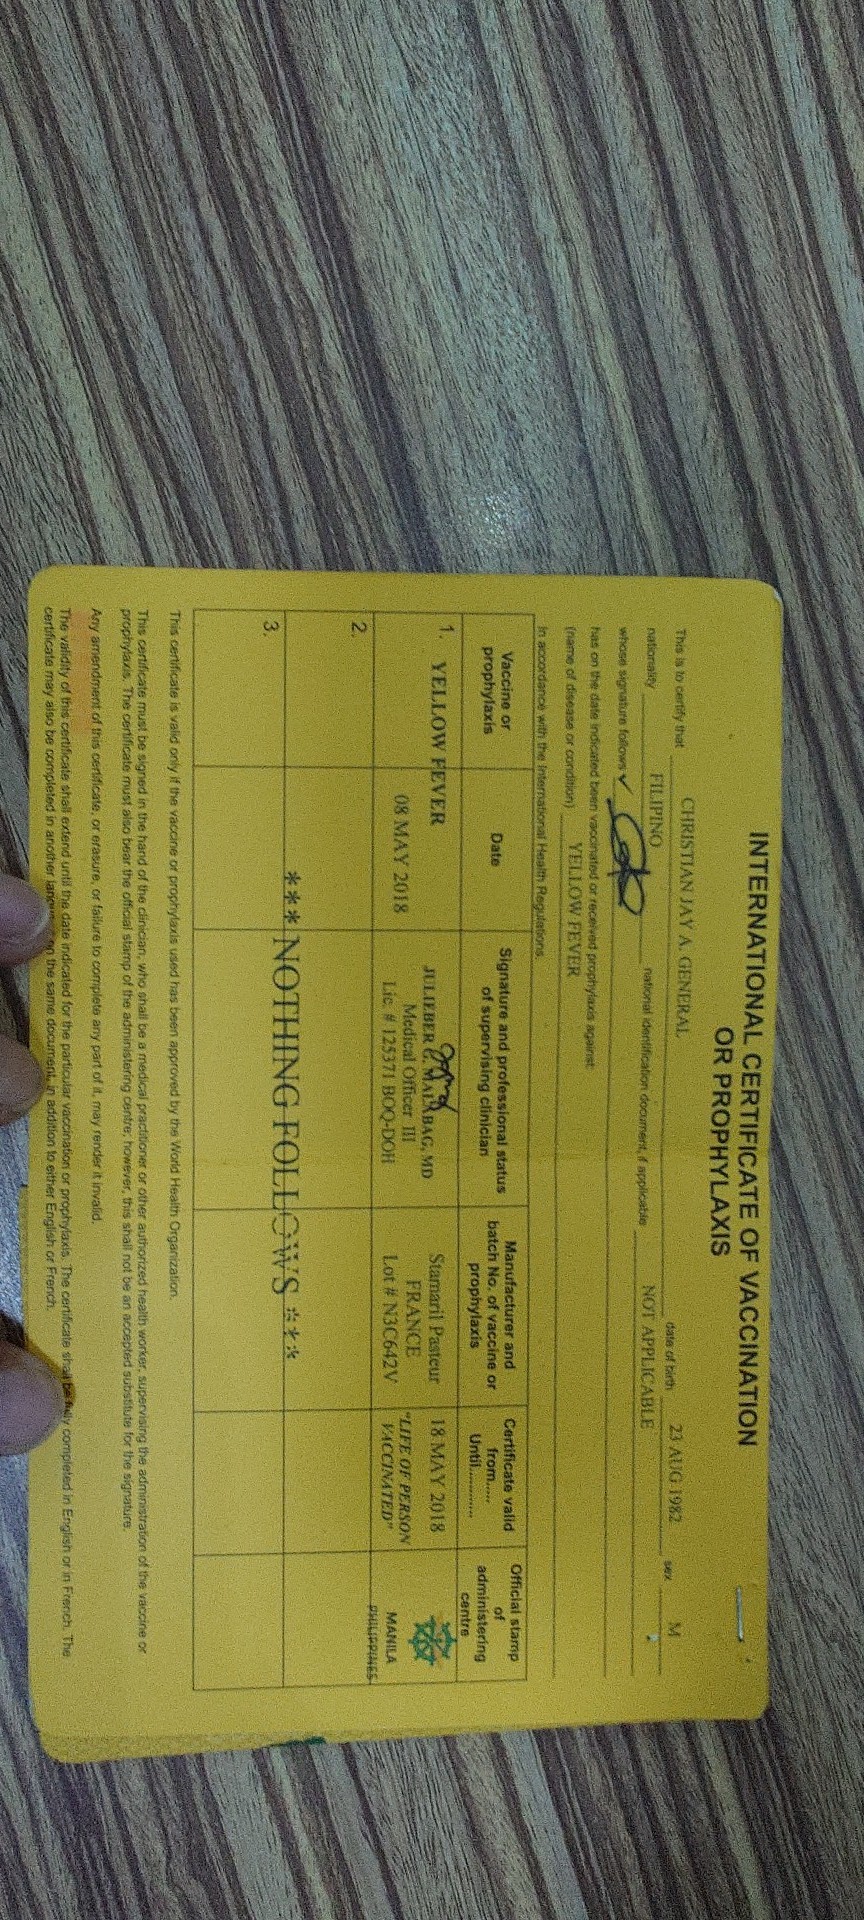 INTERNATIONAL CERTIFICATE OF VACCINATION
OR PROPHYLAXIS
This is to certify that CHRISTIAN JAY A. GENERAL date of birth 23 AUG 1982 sex M
nationality FILIPINO national identification document, if applicable NOT APPLICABLE
whose signature follows
has on the date indicated been vaccinated or received prophylaxis against:
(name of disease or condition) YELLOW FEVER
In accordance with the International Health Regulations.
Vaccine or prophylaxis
Date
Signature and professional status of supervising clinician
Manufacturer and batch No. of vaccine or prophylaxis
Certificate valid from...... Until............
Official stamp of administering centre
1. YELLOW FEVER
08 MAY 2018
JULIEBER MALABAG, MD
Medical Officer III
Lic. # 125371 BOQ-DOH
Stamaril Pasteur
FRANCE
Lot # N3C642V
18 MAY 2018
"LIFE OF PERSON
VACCINATED"
MANILA
PHILIPPINES
2.
*** NOTHING FOLLOWS ***
3.
This certificate is valid only if the vaccine or prophylaxis used has been approved by the World Health Organization.
This certificate must be signed in the hand of the clinician, who shall be a medical practitioner or other authorized health worker, supervising the administration of the vaccine or
prophylaxis. The certificate must also bear the official stamp of the administering centre; however, this shall not be an accepted substitute for the signature.
Any amendment of this certificate, or erasure, or failure to complete any part of it, may render it invalid.
The validity of this certificate shall extend until the date indicated for the particular vaccination or prophylaxis. The certificate shall be fully completed in English or in French. The
certificate may also be completed in another on the same document, in addition to either English or French.